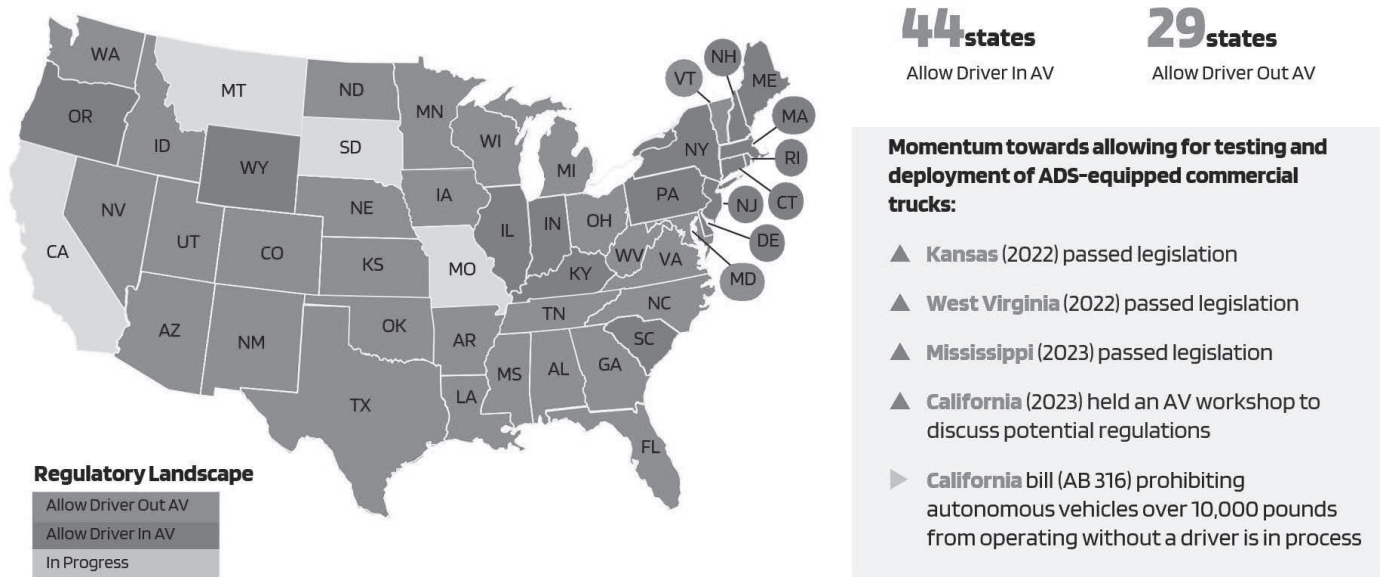 WA
OR
CA
NV
ID
MT
WY
UT
AZ
CO
NM
ND
SD
NE
KS
OK
TX
MN
IA
MO
AR
LA
WI
IL
MS
MI
IN
KY
TN
AL
OH
WV
VA
NC
SC
GA
FL
PA
NY
VT
NH
ME
MA
RI
CT
NJ
DE
MD
Regulatory Landscape
Allow Driver Out AV
Allow Driver In AV
In Progress
44 states
Allow Driver In AV
29 states
Allow Driver Out AV
Momentum towards allowing for testing and
deployment of ADS-equipped commercial
trucks:
Kansas (2022) passed legislation
West Virginia (2022) passed legislation
Mississippi (2023) passed legislation
California (2023) held an AV workshop to
discuss potential regulations
California bill (AB 316) prohibiting
autonomous vehicles over 10,000 pounds
from operating without a driver is in process